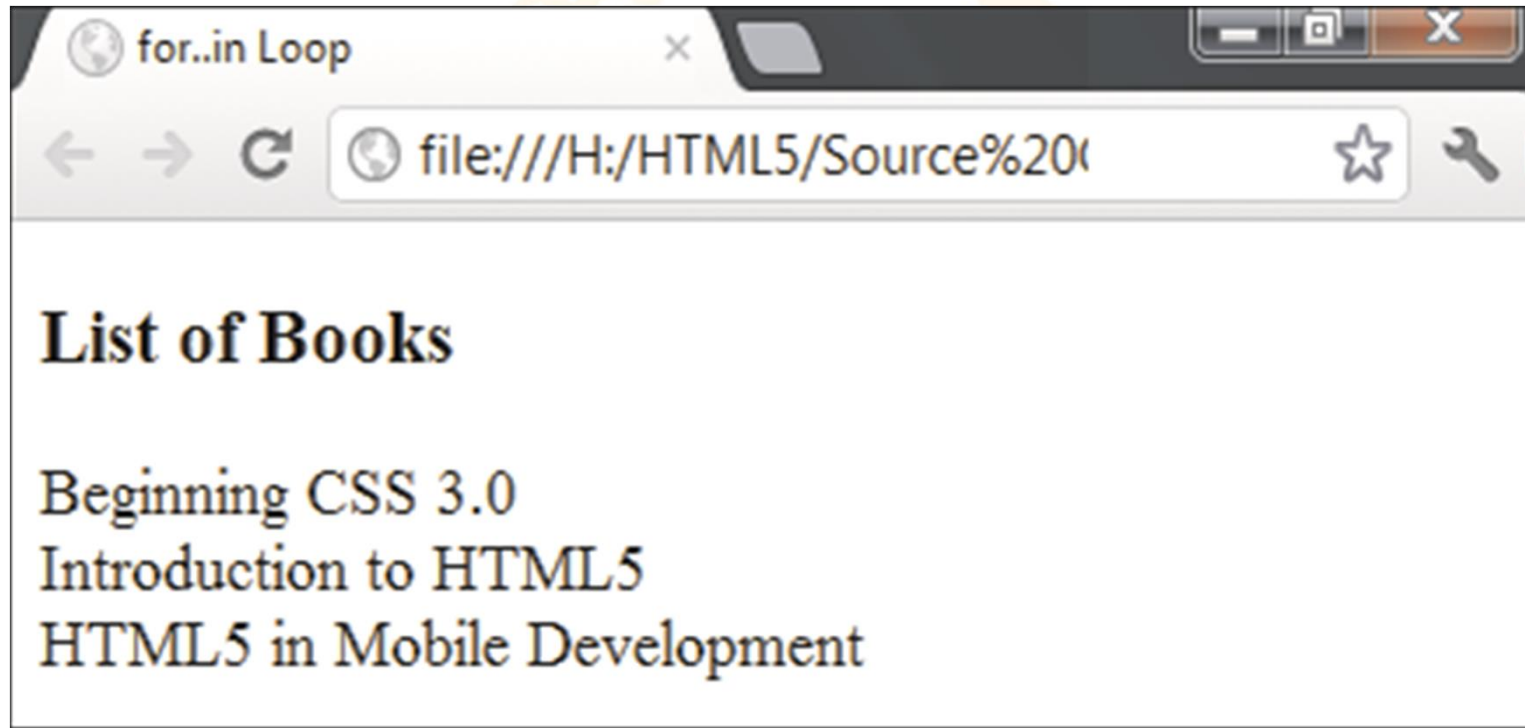 for..in Loop
file:///H:/HTML5/Source%20
List of Books
Beginning CSS 3.0
Introduction to HTML5
HTML5 in Mobile Development